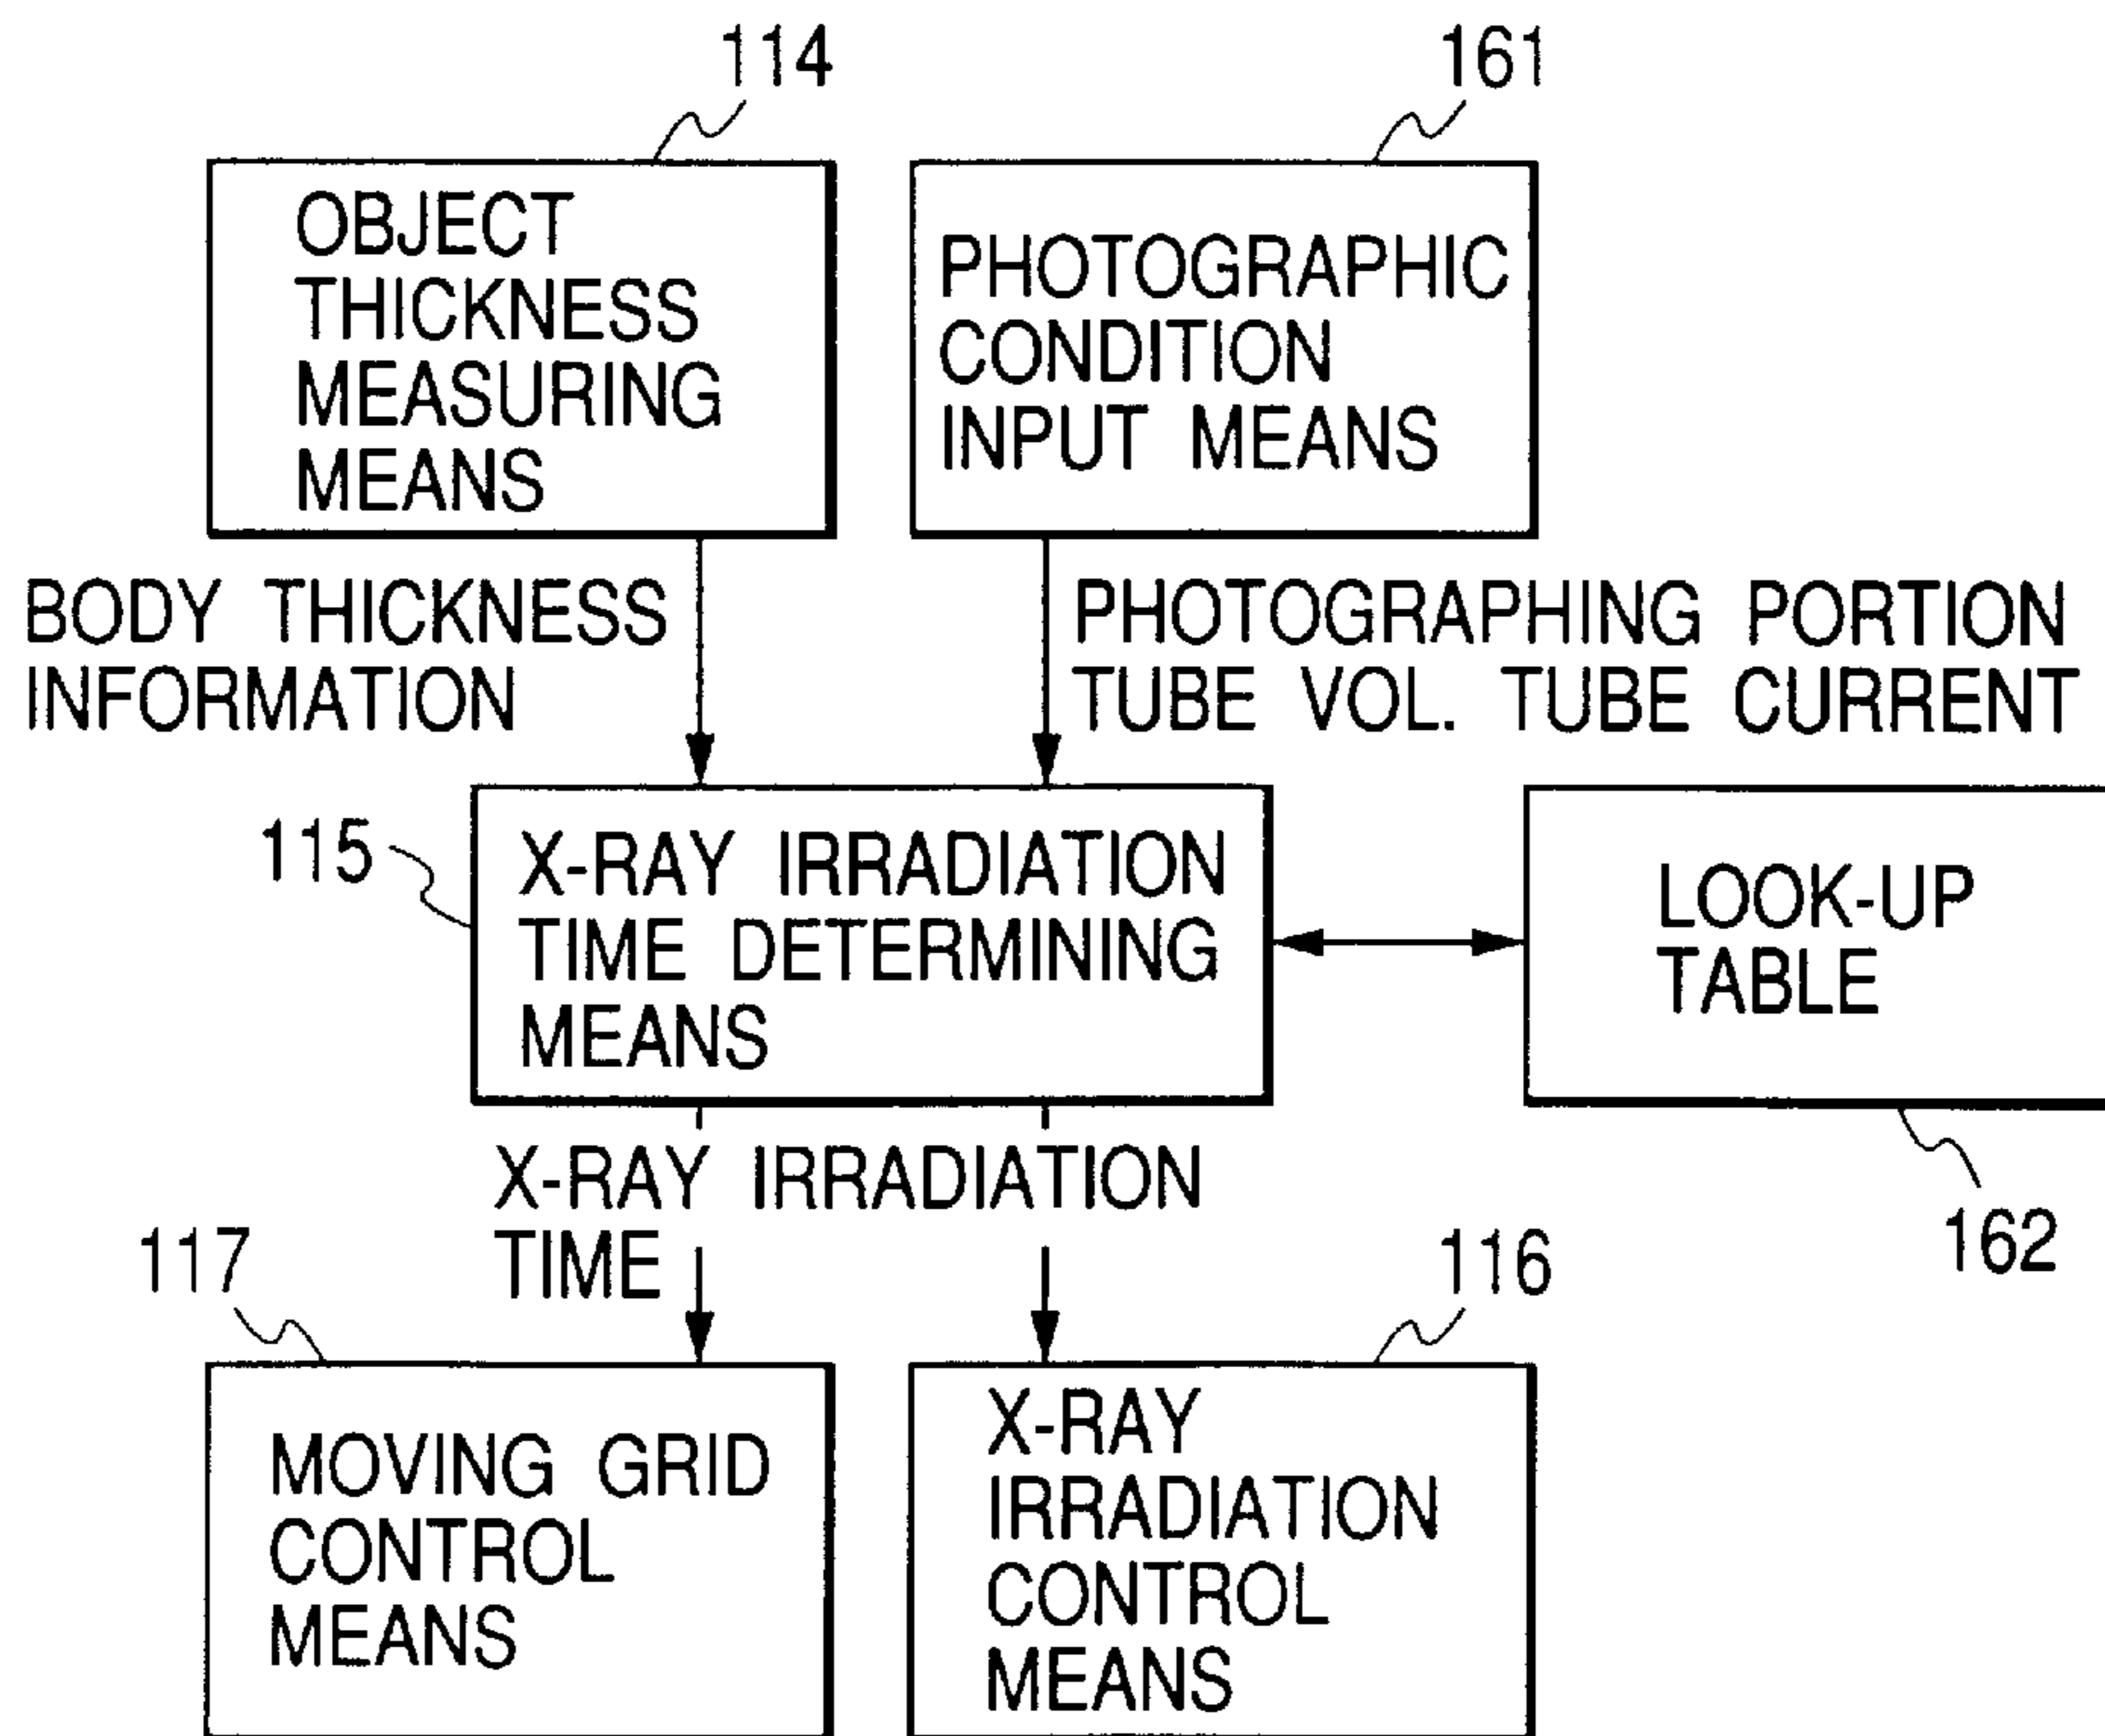 114
161
OBJECT
THICKNESS
MEASURING
MEANS
PHOTOGRAPHIC
CONDITION
INPUT MEANS
BODY THICKNESS
INFORMATION
PHOTOGRAPHING PORTION
TUBE VOL. TUBE CURRENT
115
X-RAY IRRADIATION
TIME DETERMINING
MEANS
LOOK-UP
TABLE
X-RAY IRRADIATION
TIME
162
117
116
MOVING GRID
CONTROL
MEANS
X-RAY
IRRADIATION
CONTROL
MEANS